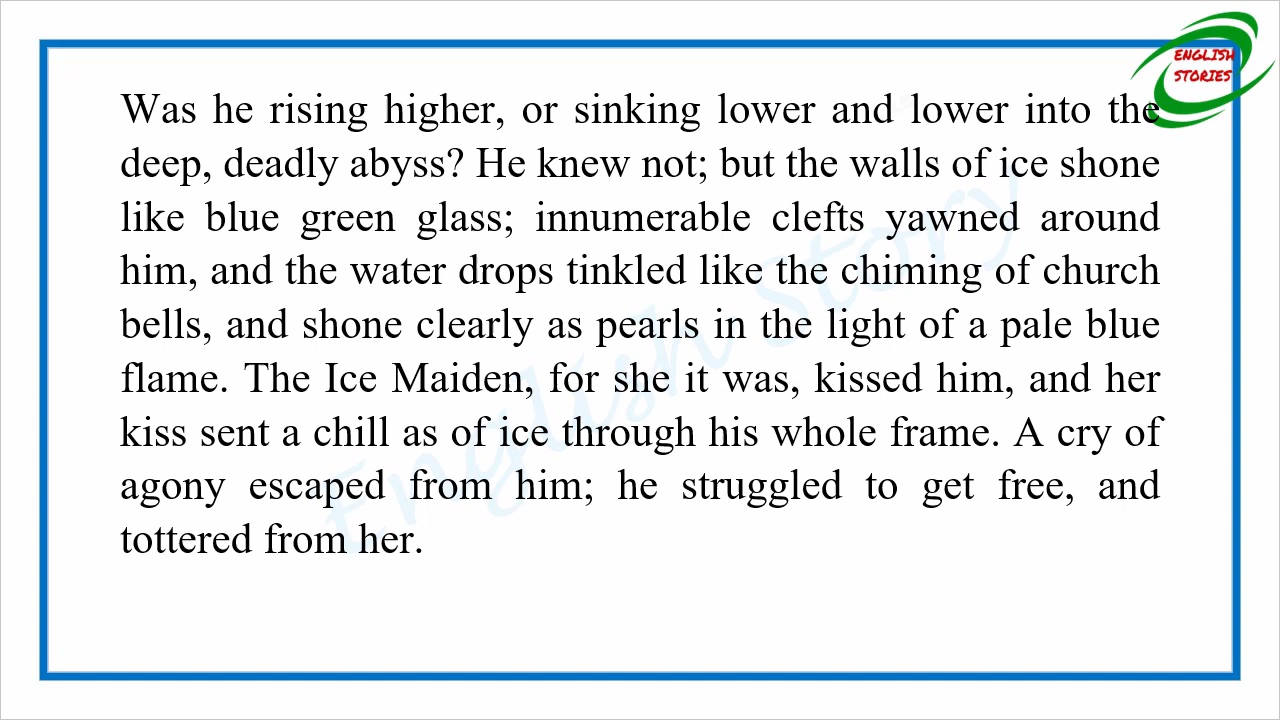 ENGLISH
STORIES
Was he rising higher, or sinking lower and lower into the
deep, deadly abyss? He knew not; but the walls of ice shone
like blue green glass; innumerable clefts yawned around
him, and the water drops tinkled like the chiming of church
bells, and shone clearly as pearls in the light of a pale blue
flame. The Ice Maiden, for she it was, kissed him, and her
kiss sent a chill as of ice through his whole frame. A cry of
agony escaped from him; he struggled to get free, and
tottered from her.
English Story